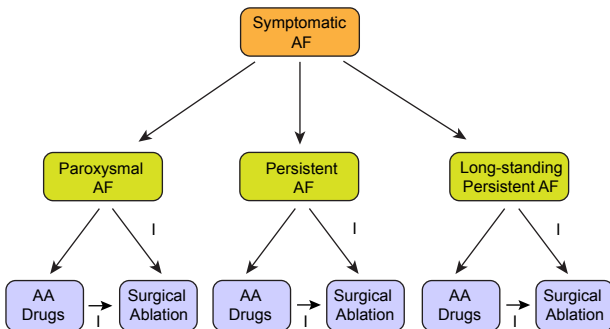 Symptomatic
AF
Paroxysmal
AF
Persistent
AF
Long-standing
Persistent AF
I
I
I
AA
Drugs
I
Surgical
Ablation
AA
Drugs
I
Surgical
Ablation
AA
Drugs
I
Surgical
Ablation